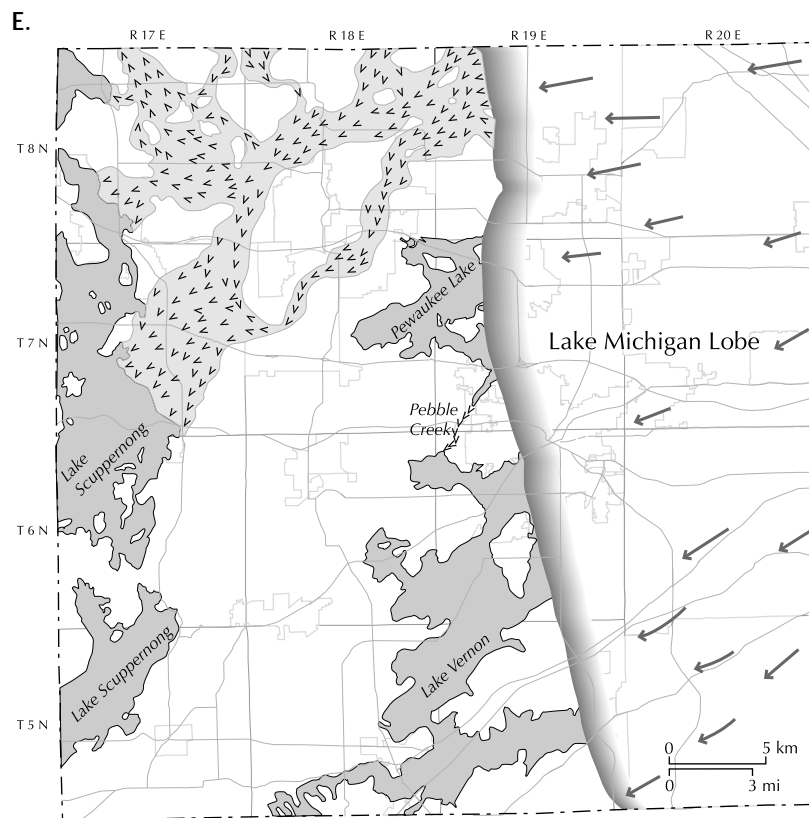 E.
R 17 E
R 18 E
R 19 E
R 20 E
T 8 N
T 7 N
T 6 N
T 5 N
Pewaukee Lake
Lake Michigan Lobe
Pebble
Creek
Lake
Scuppernong
Lake Scuppernong
Lake Vernon
0 5 km
0 3 mi